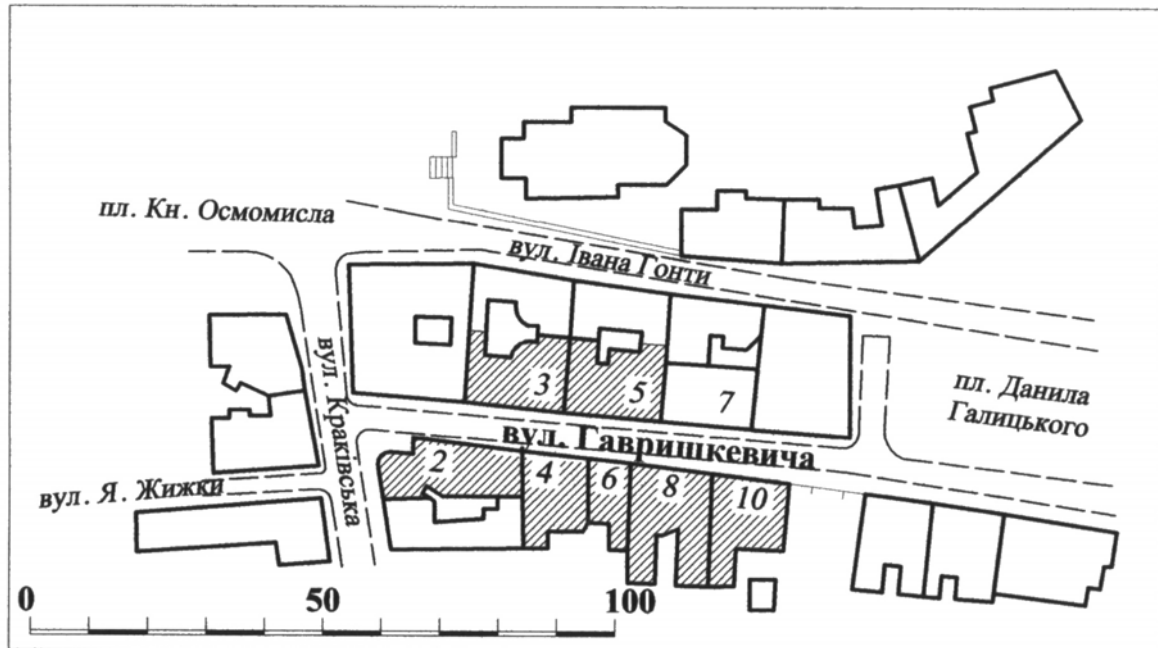 пл. Кн. Осмомисла
вул. Івана Гонти
вул. Краківська
3
5
7
пл. Данила
Галицького
вул. Гавришкевича
вул. Я. Жижки
2
4
6
8
10
0
50
100